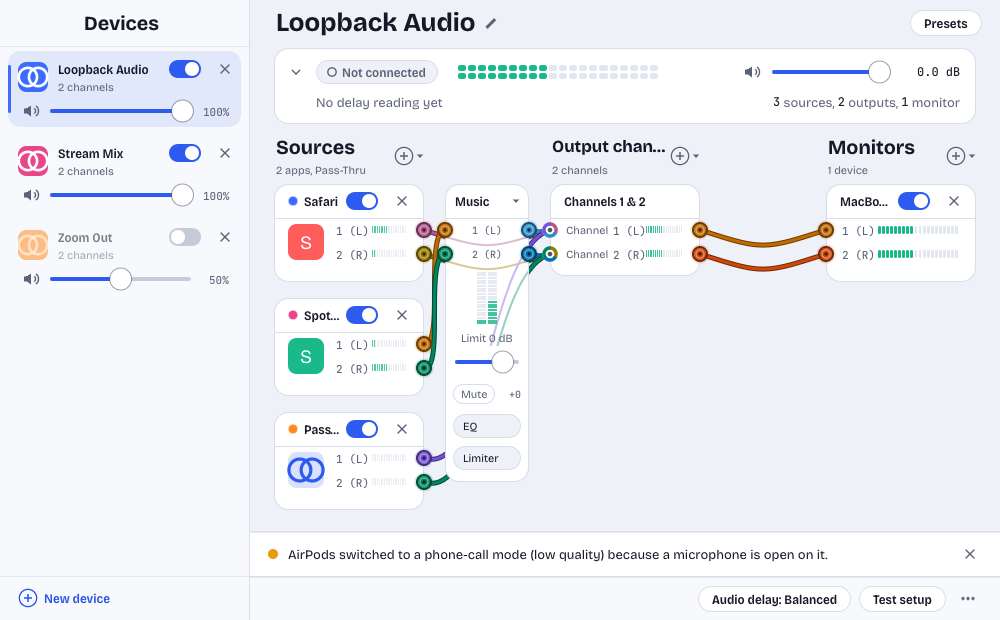 Devices
Loopback Audio
2 channels
100%
Stream Mix
2 channels
100%
Zoom Out
2 channels
50%
New device
Loopback Audio
Presets
Not connected
0.0 dB
No delay reading yet
3 sources, 2 outputs, 1 monitor
Sources
2 apps, Pass-Thru
Output chan...
2 channels
Monitors
1 device
Safari
1 (L)
2 (R)
S
Spot...
1 (L)
2 (R)
S
Pass...
1 (L)
2 (R)
Music
1 (L)
2 (R)
Limit 0 dB
Mute
+0
EQ
Limiter
Channels 1 & 2
Channel 1 (L)
Channel 2 (R)
MacBo...
1 (L)
2 (R)
AirPods switched to a phone-call mode (low quality) because a microphone is open on it.
Audio delay: Balanced
Test setup